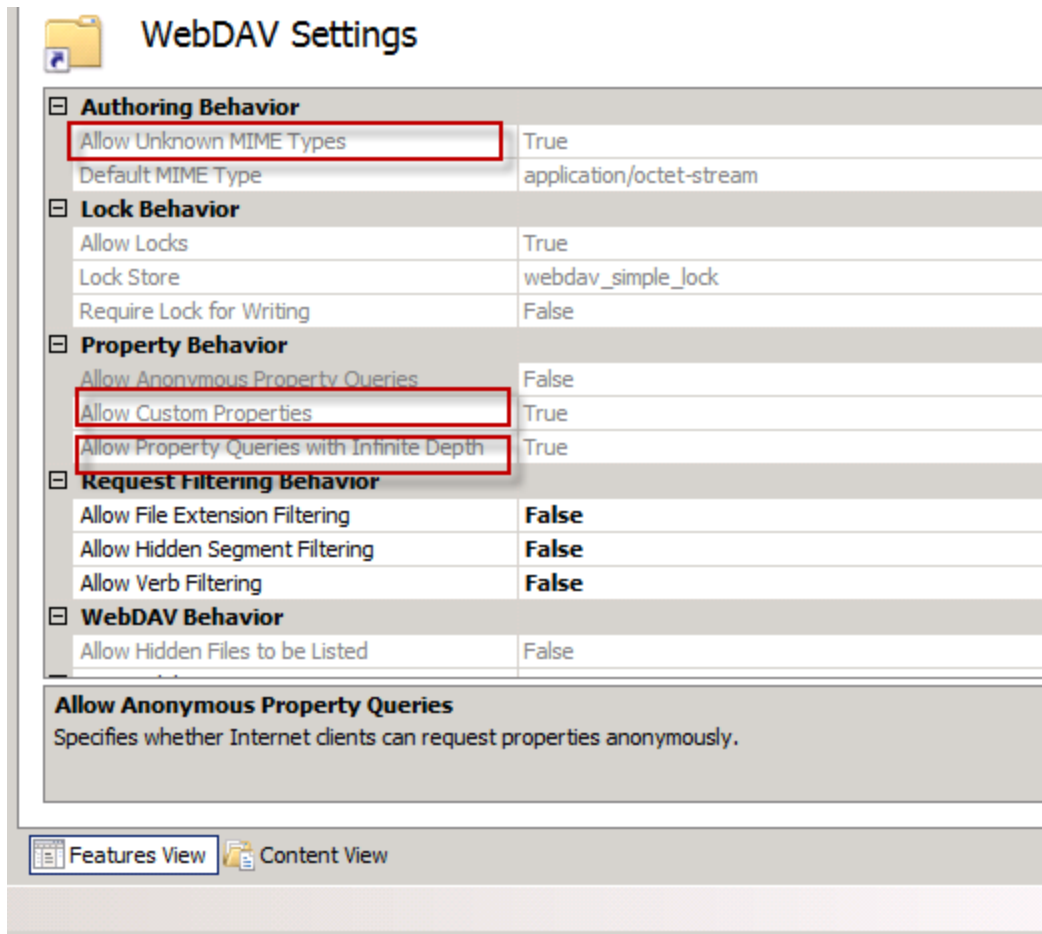 WebDAV Settings
Authoring Behavior
Allow Unknown MIME Types True
Default MIME Type application/octet-stream
Lock Behavior
Allow Locks True
Lock Store webdav_simple_lock
Require Lock for Writing False
Property Behavior
Allow Anonymous Property Queries False
Allow Custom Properties True
Allow Property Queries with Infinite Depth True
Request Filtering Behavior
Allow File Extension Filtering False
Allow Hidden Segment Filtering False
Allow Verb Filtering False
WebDAV Behavior
Allow Hidden Files to be Listed False
Allow Anonymous Property Queries
Specifies whether Internet clients can request properties anonymously.
Features View Content View